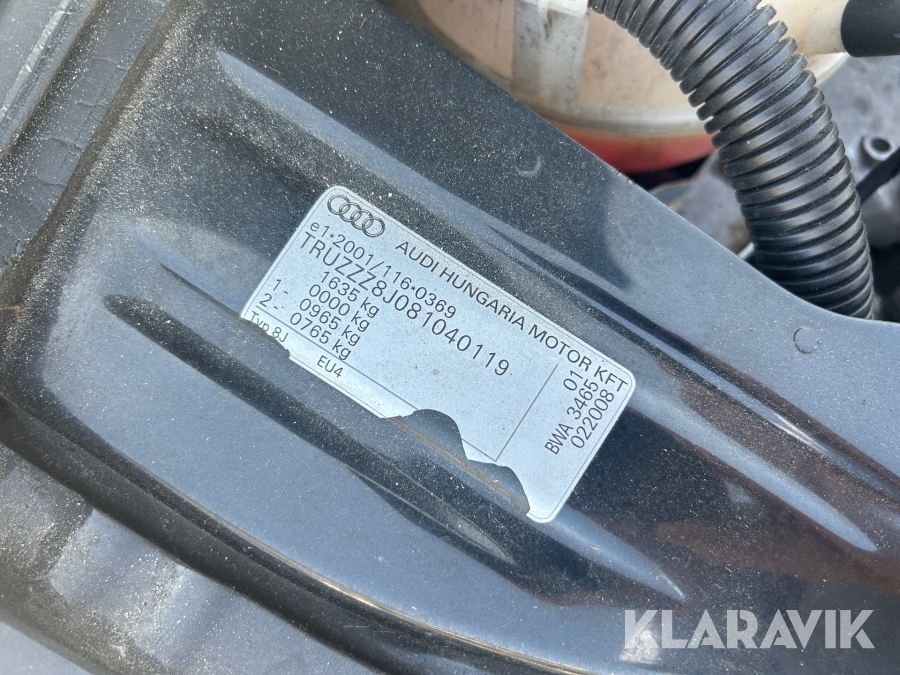 AUDI HUNGARIA MOTOR KFT
e1*2001/116*0369 01
TRUZZZ8J081040119
1635 kg
0000 kg
1- 0965 kg
2- 0765 kg
Typ 8J EU4
BWA 3465
022008
KLARAVIK